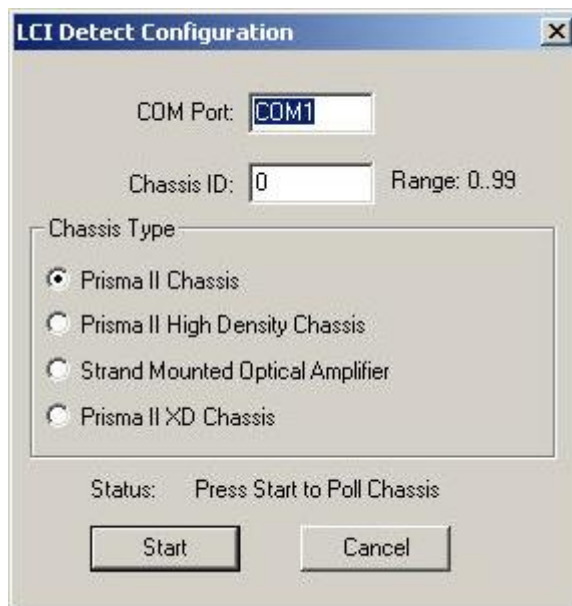 LCI Detect Configuration
COM Port: COM1
Chassis ID: 0 Range: 0..99
Chassis Type
Prisma II Chassis
Prisma II High Density Chassis
Strand Mounted Optical Amplifier
Prisma II XD Chassis
Status: Press Start to Poll Chassis
Start Cancel